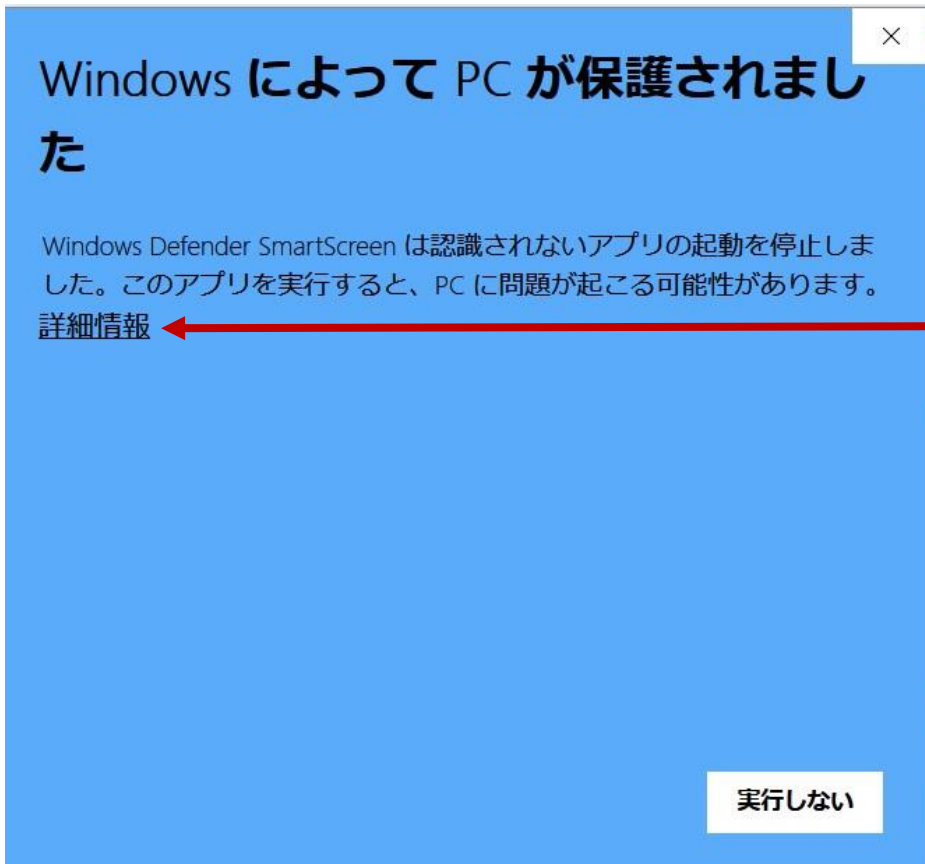 Windows によって PC が保護されまし
た
Windows Defender SmartScreen は認識されないアプリの起動を停止しま
した。このアプリを実行すると、PC に問題が起こる可能性があります。
詳細情報
実行しない